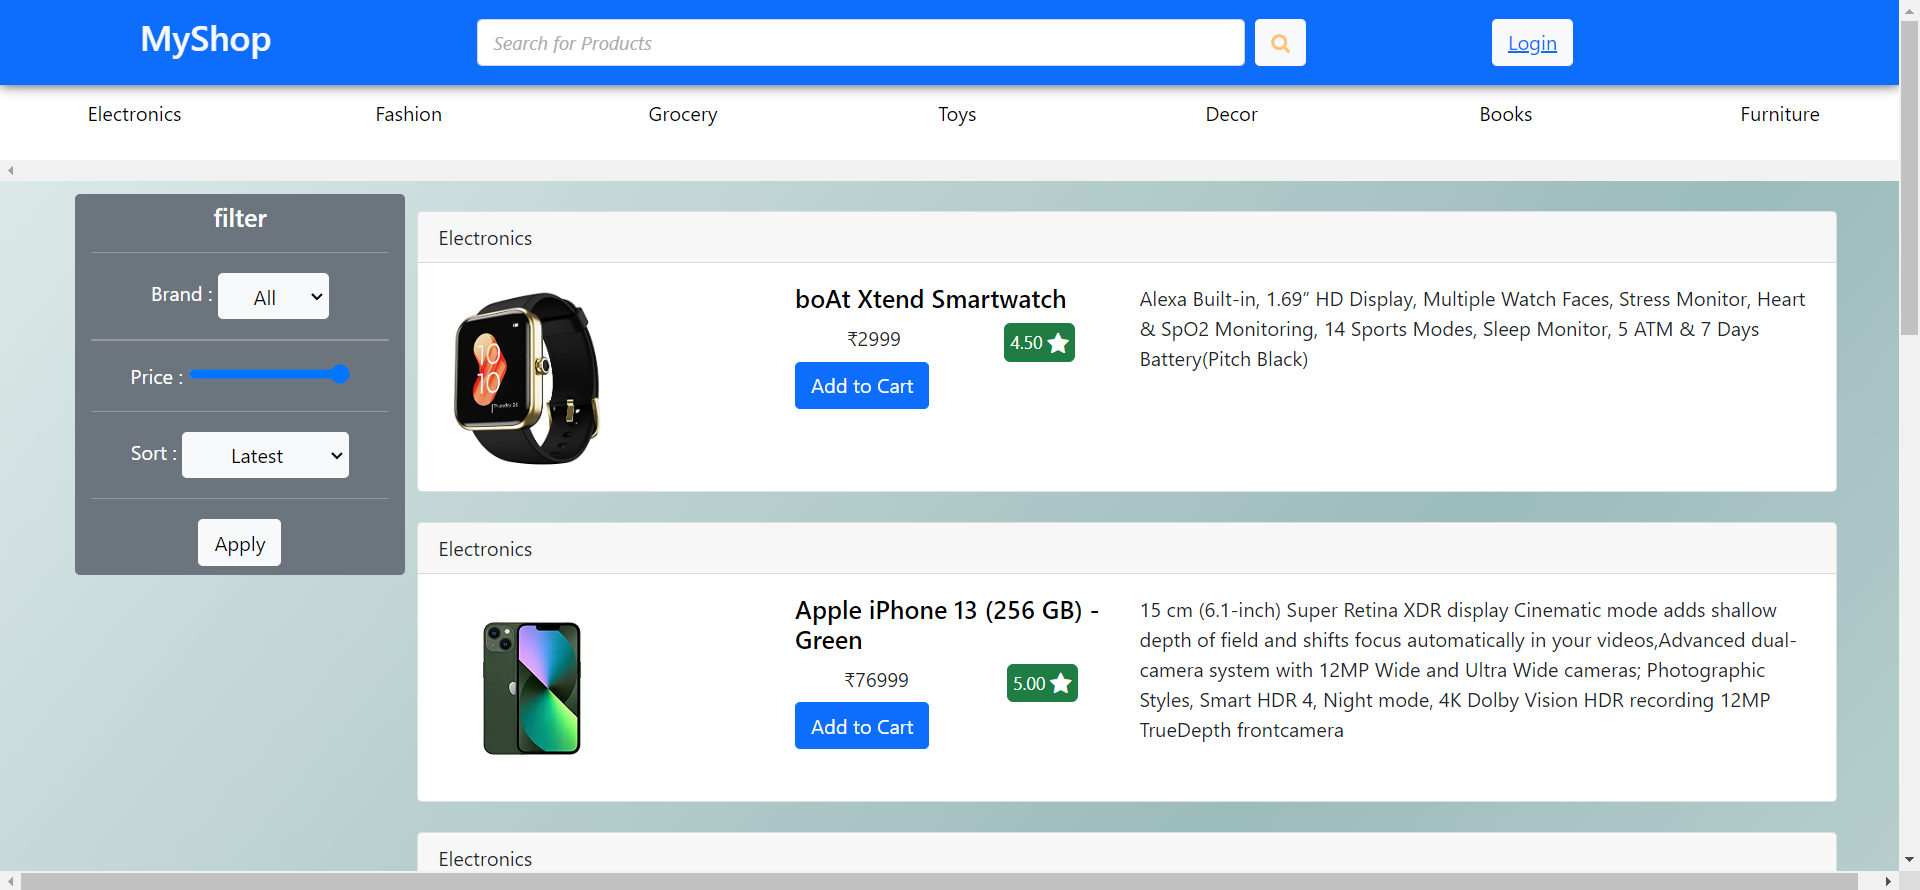 MyShop
Search for Products
Login
Electronics
Fashion
Grocery
Toys
Decor
Books
Furniture
filter
Brand :
All
Price :
Sort :
Latest
Apply
Electronics
10
10
Thursday 23
boAt Xtend Smartwatch
₹2999
4.50
Add to Cart
Alexa Built-in, 1.69” HD Display, Multiple Watch Faces, Stress Monitor, Heart
& SpO2 Monitoring, 14 Sports Modes, Sleep Monitor, 5 ATM & 7 Days
Battery(Pitch Black)
Electronics
Apple iPhone 13 (256 GB) -
Green
₹76999
5.00
Add to Cart
15 cm (6.1-inch) Super Retina XDR display Cinematic mode adds shallow
depth of field and shifts focus automatically in your videos,Advanced dual-
camera system with 12MP Wide and Ultra Wide cameras; Photographic
Styles, Smart HDR 4, Night mode, 4K Dolby Vision HDR recording 12MP
TrueDepth frontcamera
Electronics